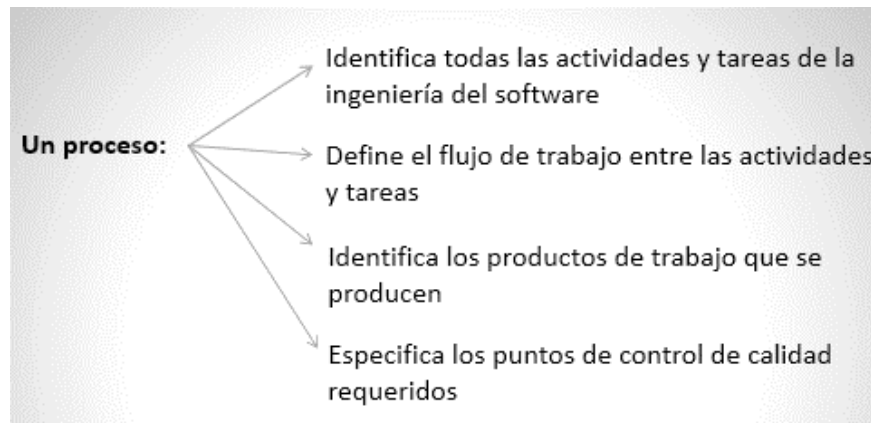 Identifica todas las actividades y tareas de la
ingeniería del software
Un proceso:
Define el flujo de trabajo entre las actividades
y tareas
Identifica los productos de trabajo que se
producen
Especifica los puntos de control de calidad
requeridos